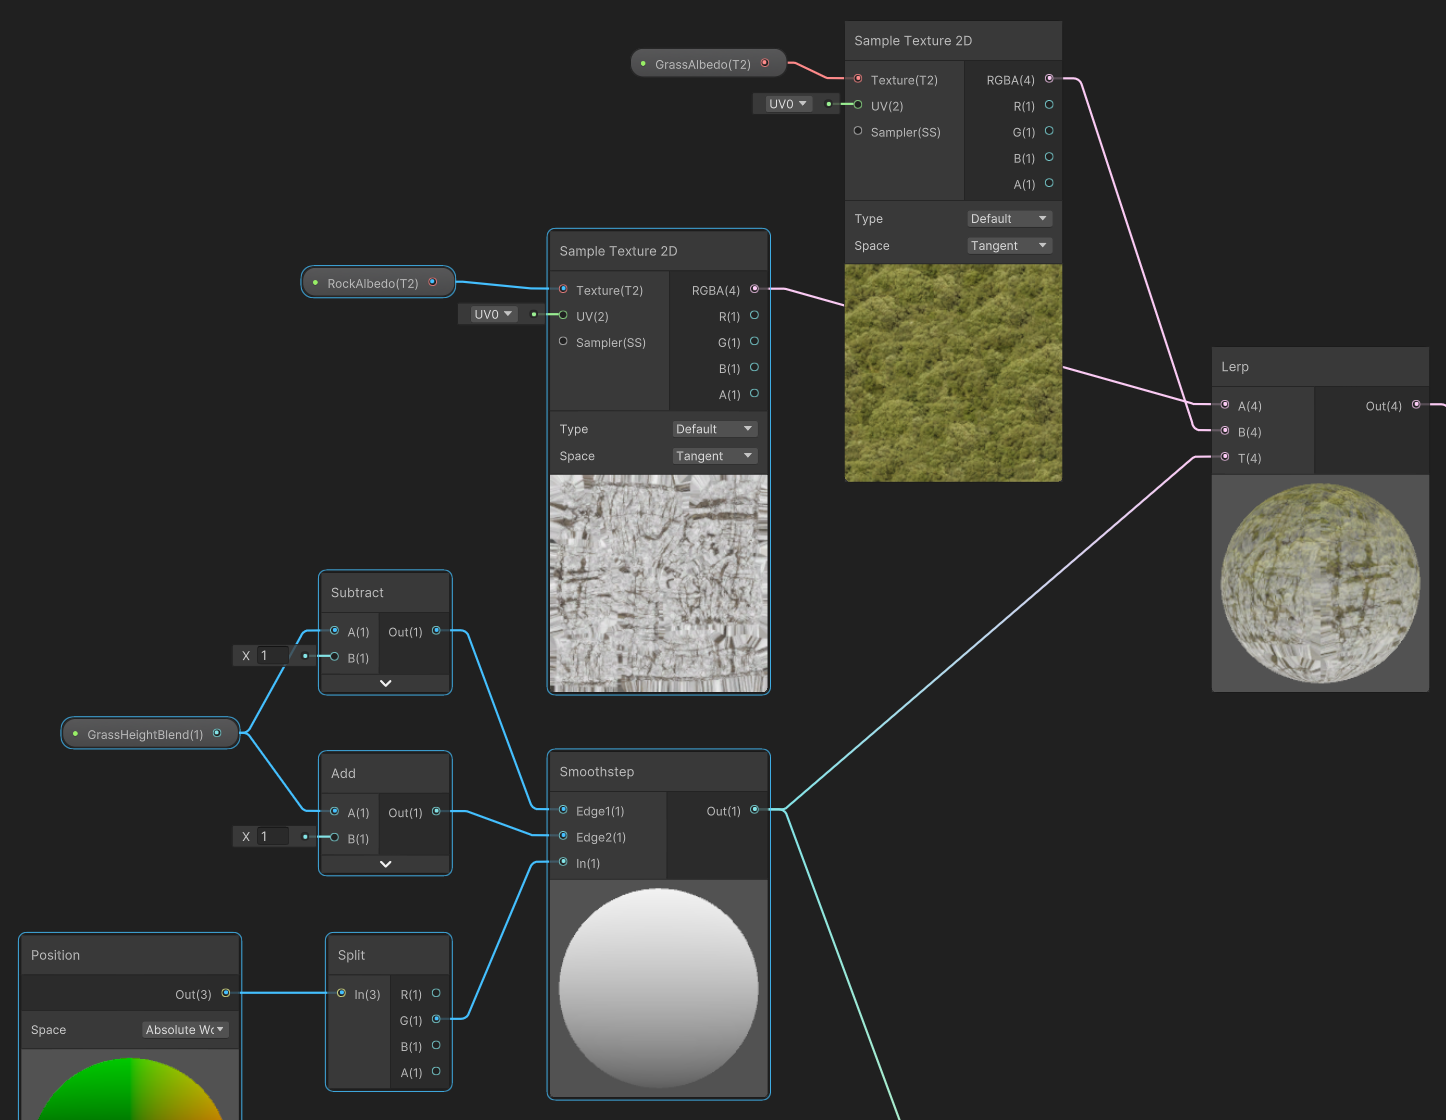 Sample Texture 2D
GrassAlbedo(T2)
Texture(T2)
RGBA(4)
UV0
UV(2)
R(1)
Sampler(SS)
G(1)
B(1)
A(1)
Type
Default
Space
Tangent
Sample Texture 2D
RockAlbedo(T2)
Texture(T2)
RGBA(4)
UV0
UV(2)
R(1)
Sampler(SS)
G(1)
B(1)
A(1)
Type
Default
Space
Tangent
Lerp
A(4)
Out(4)
B(4)
T(4)
Subtract
A(1)
Out(1)
X 1
B(1)
GrassHeightBlend(1)
Add
A(1)
Out(1)
X 1
B(1)
Smoothstep
Edge1(1)
Out(1)
Edge2(1)
In(1)
Position
Out(3)
Space
Absolute Wo
Split
In(3)
R(1)
G(1)
B(1)
A(1)